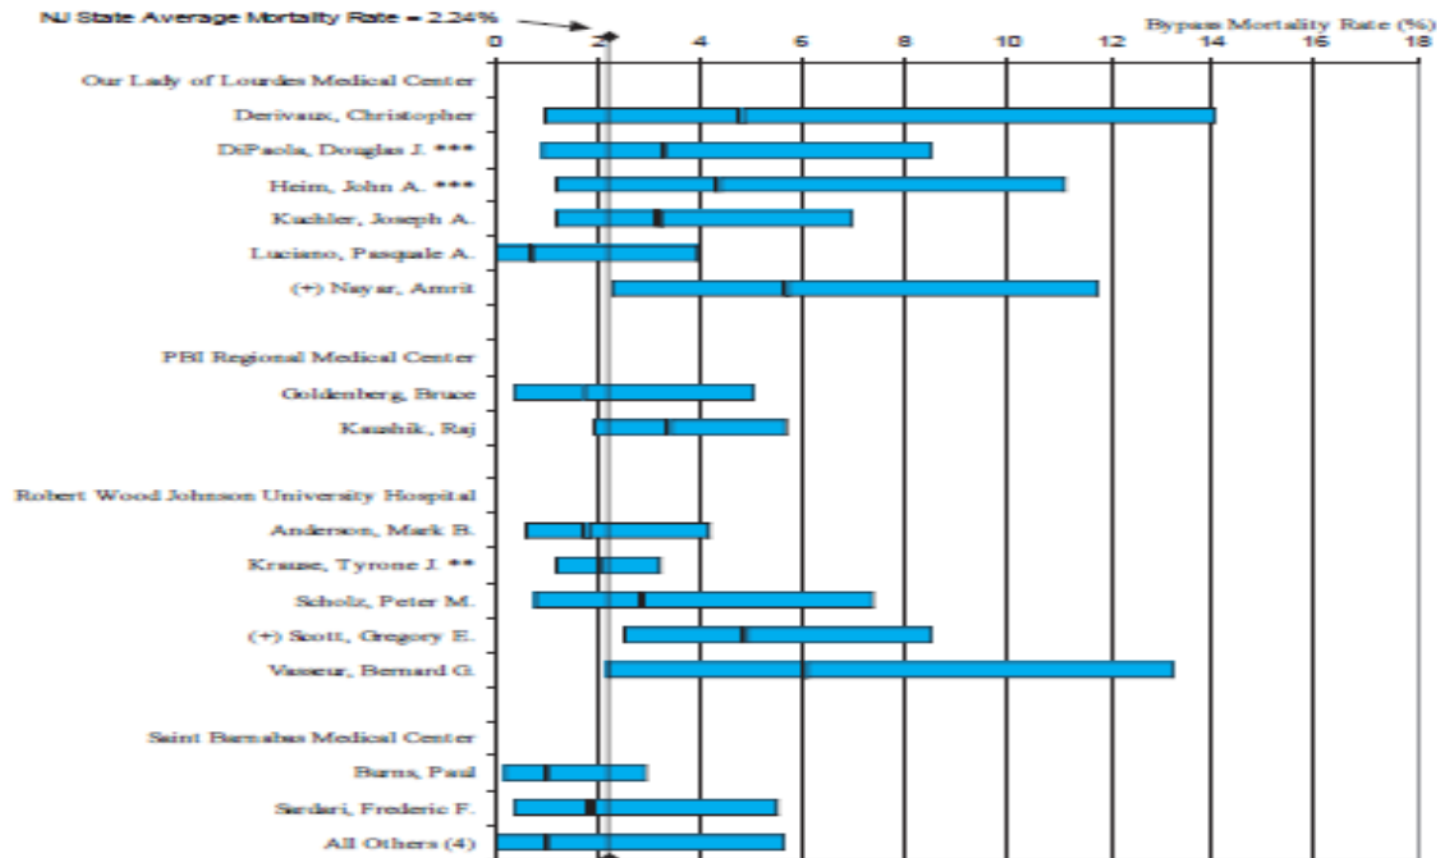 NJ State Average Mortality Rate = 2.24%
Bypass Mortality Rate (%)
0 2 4 6 8 10 12 14 16 18
Our Lady of Lourdes Medical Center
Derivaux, Christopher
DiPaola, Douglas J. ***
Heim, John A. ***
Kuchler, Joseph A.
Luciano, Pasquale A.
(+) Nayar, Amrit
PBI Regional Medical Center
Goldenberg, Bruce
Kaushik, Raj
Robert Wood Johnson University Hospital
Anderson, Mark B.
Krause, Tyrone J. **
Scholz, Peter M.
(+) Scott, Gregory E.
Vasseur, Bernard G.
Saint Barnabas Medical Center
Burns, Paul
Sardari, Frederic F.
All Others (4)